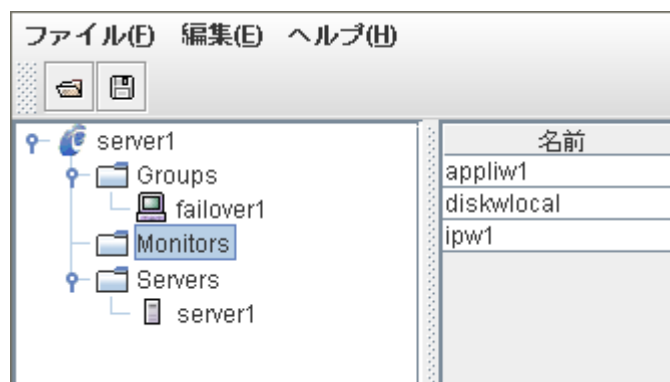 ファイル(F) 編集(E) ヘルプ(H)
server1
Groups
failover1
Monitors
Servers
server1
名前
appliw1
diskwlocal
ipw1